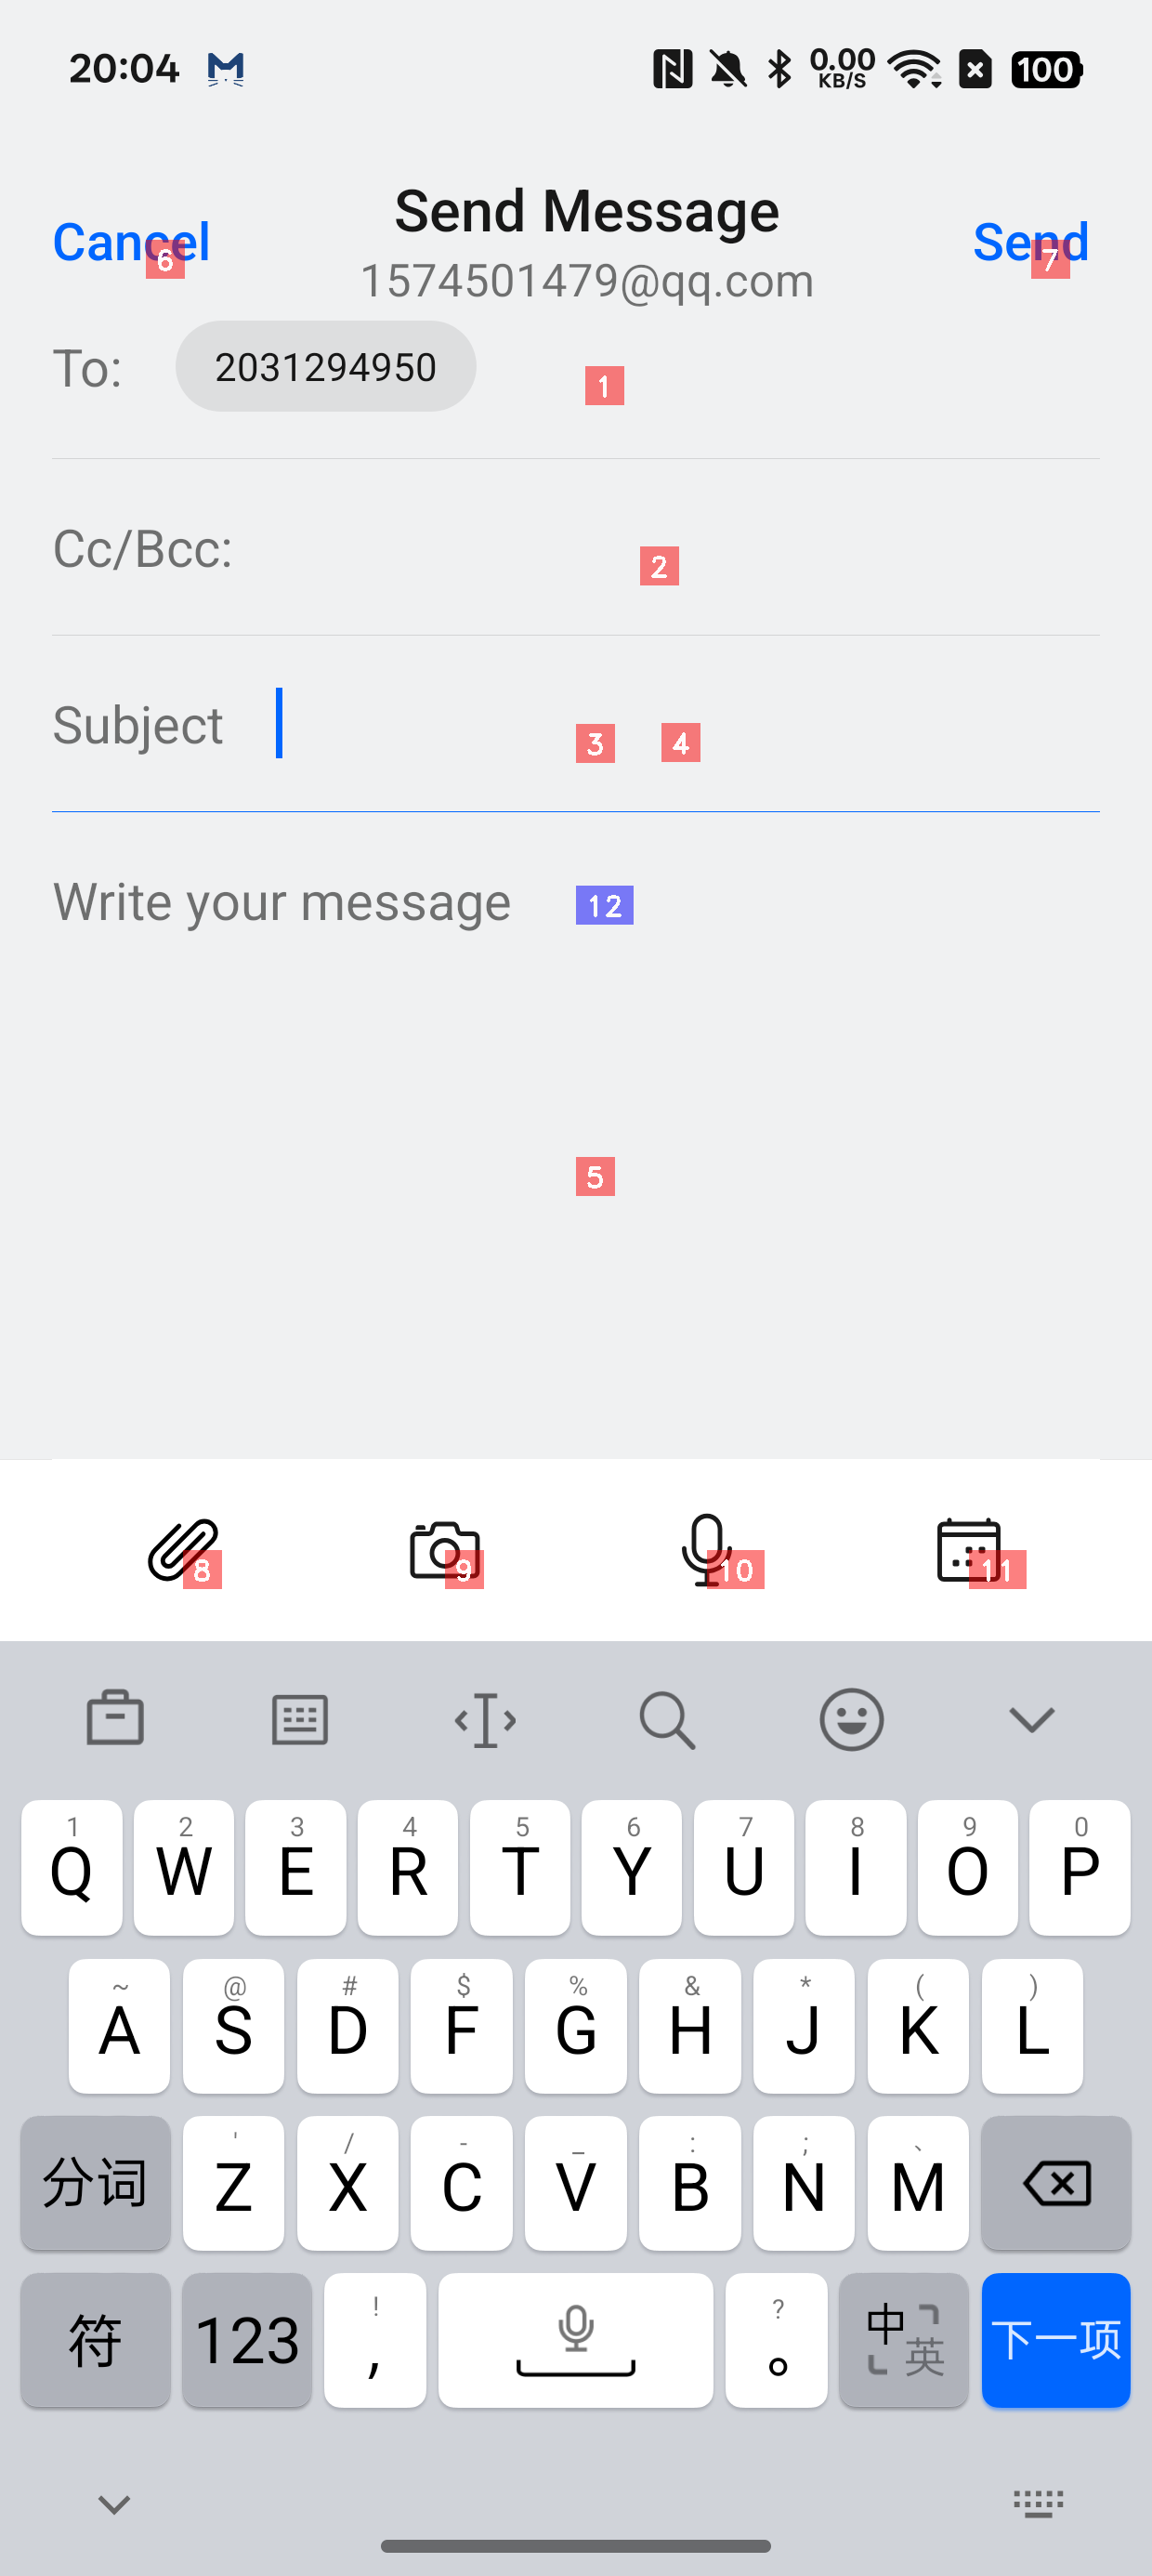 20:04 0.00 KB/S 100
Send Message
Cancel Send
6 7
1574501479@qq.com
To: 2031294950 1
Cc/Bcc: 2
Subject 3 4
Write your message 12
5
8 9 10 11
1 2 3 4 5 6 7 8 9 0
Q W E R T Y U I O P
~ @ # $ % & * ( )
A S D F G H J K L
' / - _ : ; 、
分词 Z X C V B N M
! ?
符 123 , 。 中 英 下一项